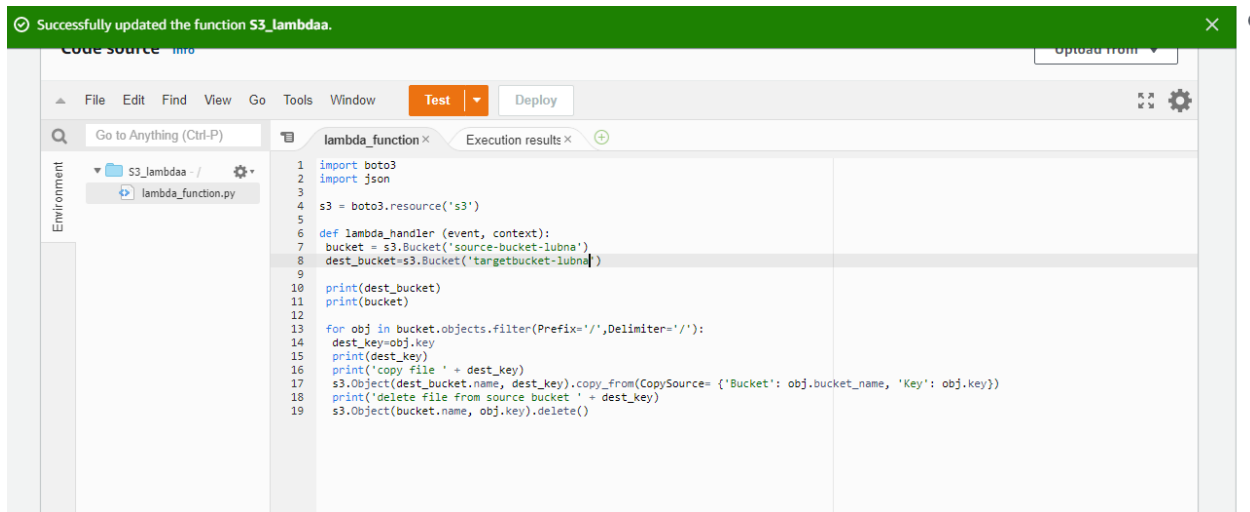 Successfully updated the function S3_lambdaa.
Code source Info
Upload from
File Edit Find View Go Tools Window Test Deploy
Go to Anything (Ctrl-P)
lambda_function Execution results
Environment
S3_lambdaa - /
lambda_function.py
1 import boto3
2 import json
3
4 s3 = boto3.resource('s3')
5
6 def lambda_handler (event, context):
7 bucket = s3.Bucket('source-bucket-lubna')
8 dest_bucket=s3.Bucket('targetbucket-lubna')
9
10 print(dest_bucket)
11 print(bucket)
12
13 for obj in bucket.objects.filter(Prefix='/',Delimiter='/'):
14 dest_key=obj.key
15 print(dest_key)
16 print('copy file ' + dest_key)
17 s3.Object(dest_bucket.name, dest_key).copy_from(CopySource= {'Bucket': obj.bucket_name, 'Key': obj.key})
18 print('delete file from source bucket ' + dest_key)
19 s3.Object(bucket.name, obj.key).delete()